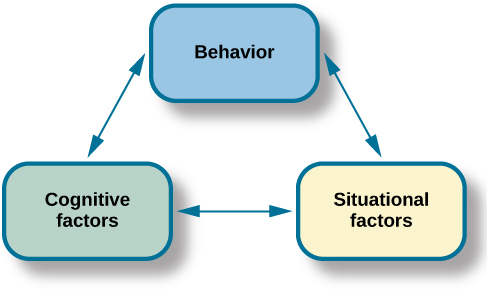 Behavior
Cognitive
factors
Situational
factors